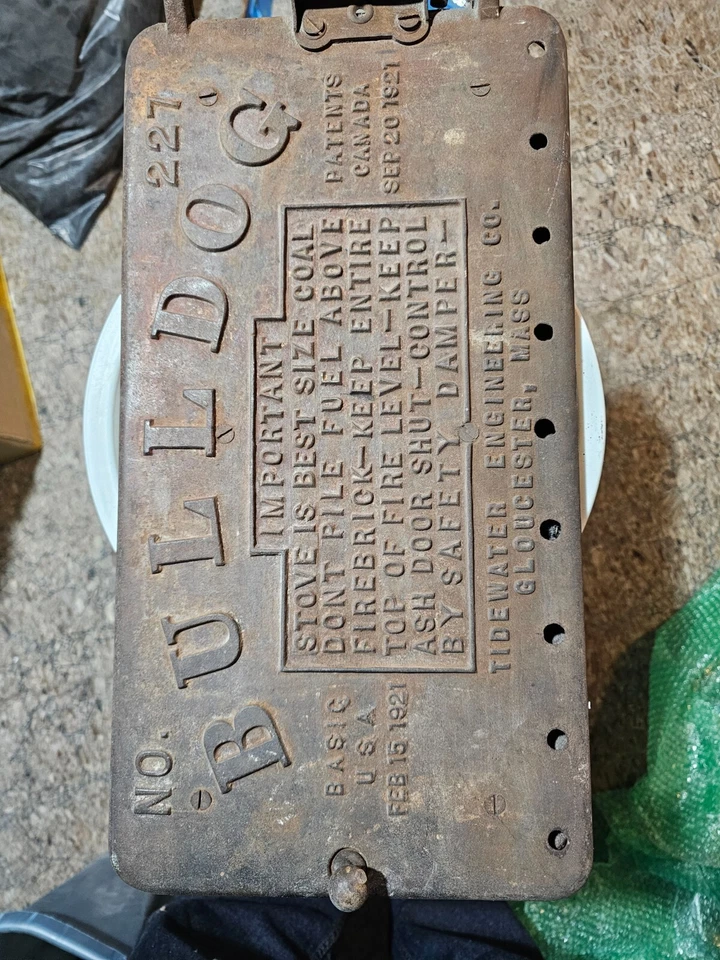 NO. 227
BULLDOG
BASIC PATENTS
USA CANADA
FEB 15 1921 SEP 20 1921
IMPORTANT
STOVE IS BEST SIZE COAL
DONT PILE FUEL ABOVE
FIREBRICK—KEEP ENTIRE
TOP OF FIRE LEVEL—KEEP
ASH DOOR SHUT—CONTROL
BY SAFETY DAMPER—
TIDEWATER ENGINEERING CO.
GLOUCESTER, MASS